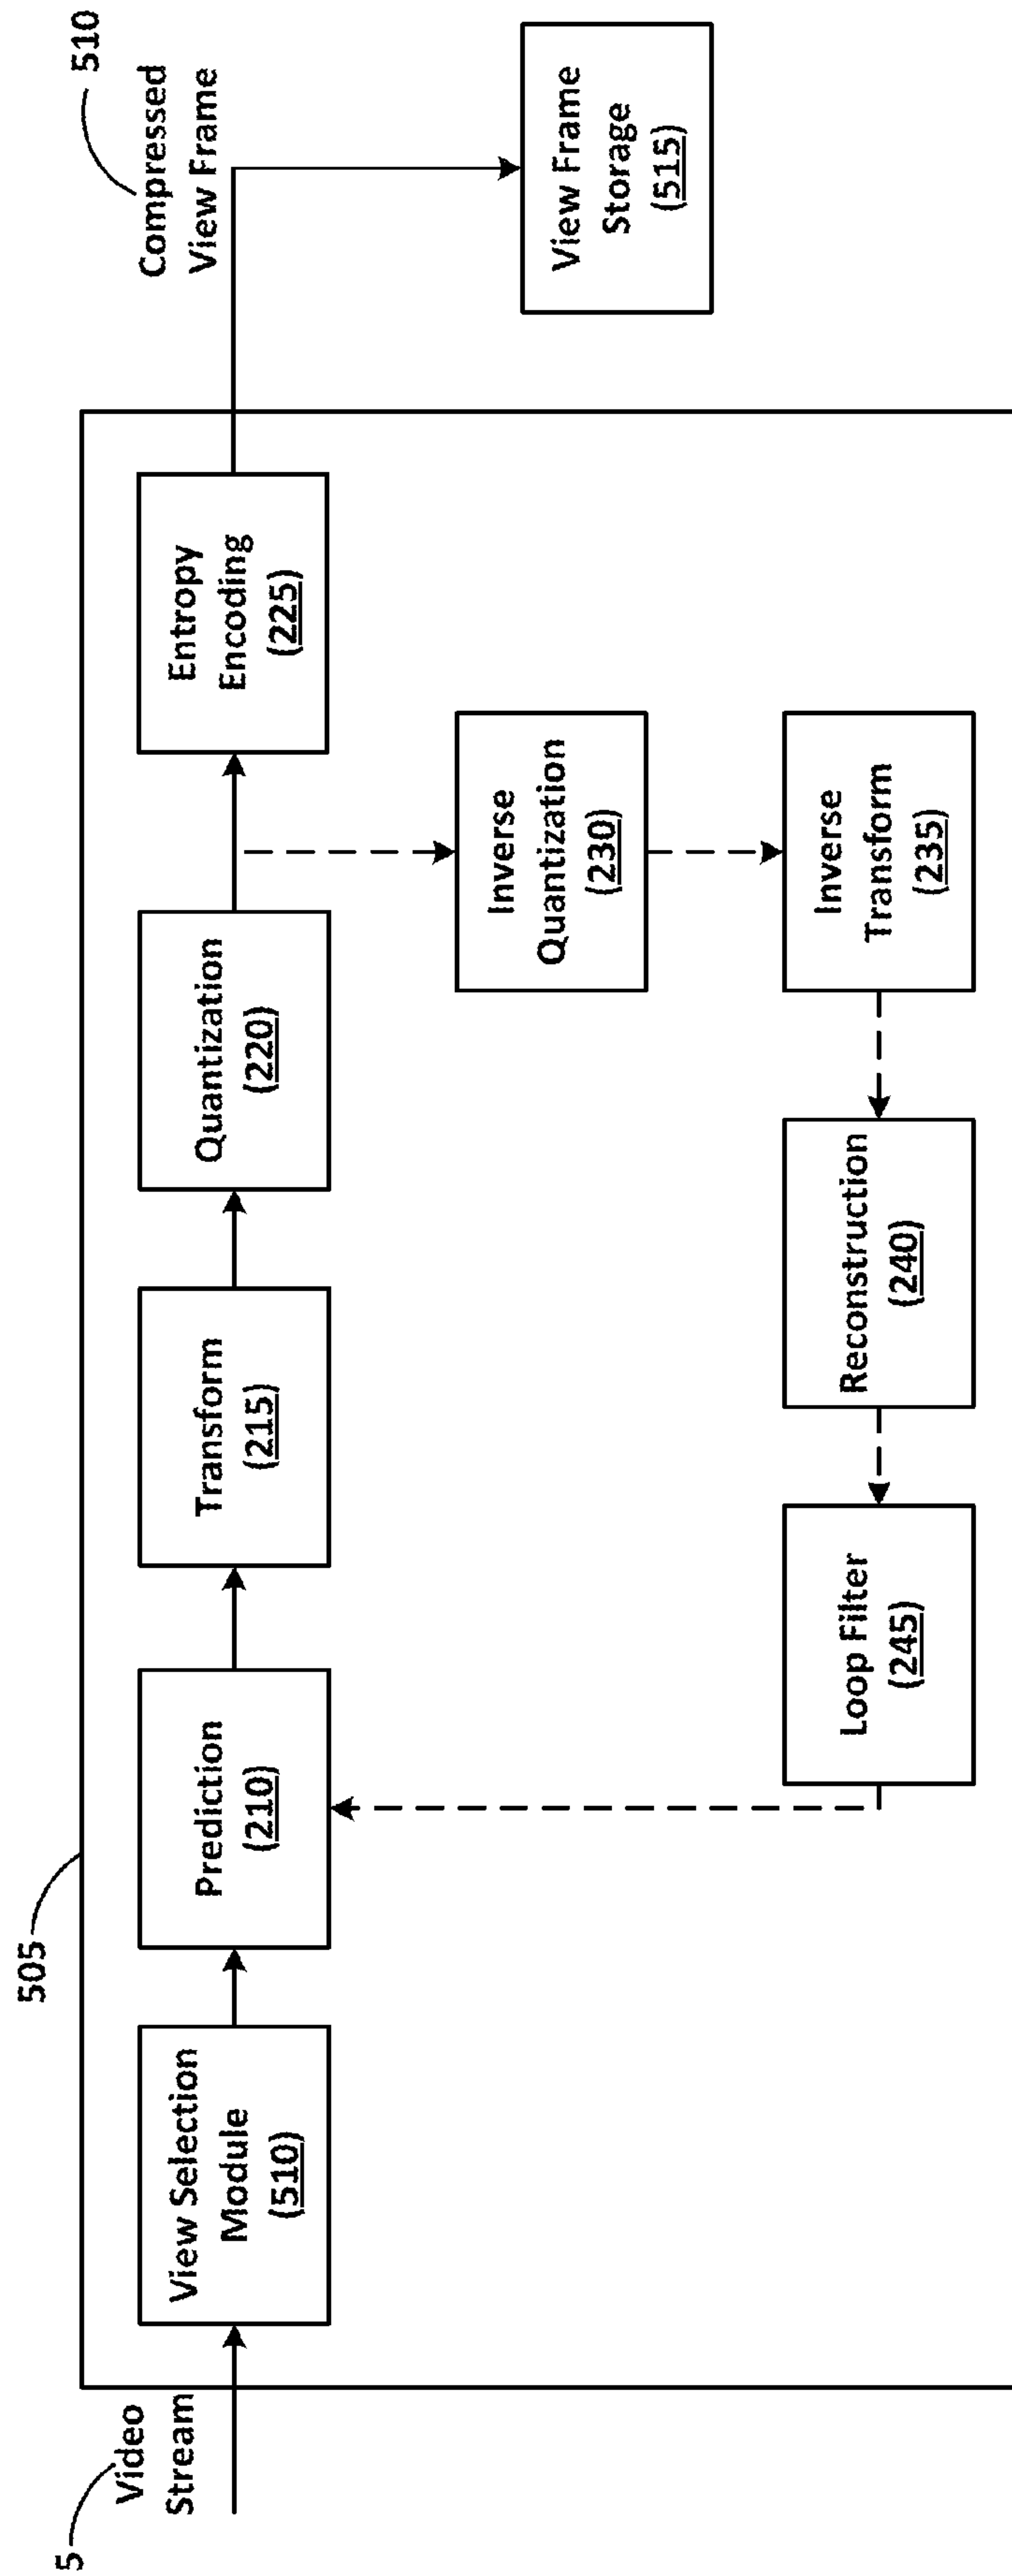 505
5
Video
Stream
View Selection
Module
(510)
Prediction
(210)
Transform
(215)
Quantization
(220)
Entropy
Encoding
(225)
510
Compressed
View Frame
Inverse
Quantization
(230)
View Frame
Storage
(515)
Loop Filter
(245)
Reconstruction
(240)
Inverse
Transform
(235)